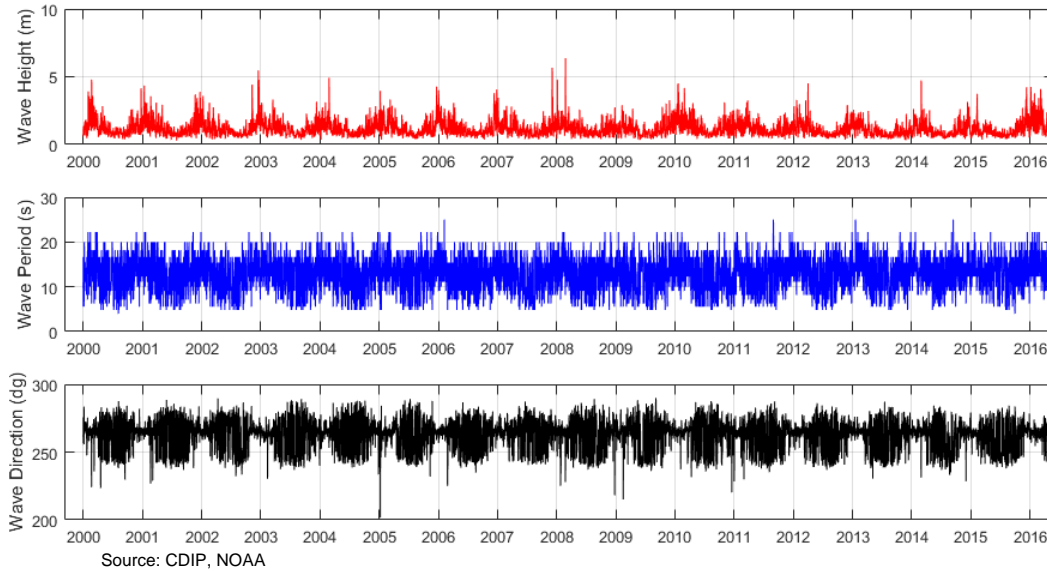 Wave Height (m)
10
5
0
2000 2001 2002 2003 2004 2005 2006 2007 2008 2009 2010 2011 2012 2013 2014 2015 2016
Wave Period (s)
30
20
10
0
2000 2001 2002 2003 2004 2005 2006 2007 2008 2009 2010 2011 2012 2013 2014 2015 2016
Wave Direction (dg)
300
250
200
2000 2001 2002 2003 2004 2005 2006 2007 2008 2009 2010 2011 2012 2013 2014 2015 2016
Source: CDIP, NOAA